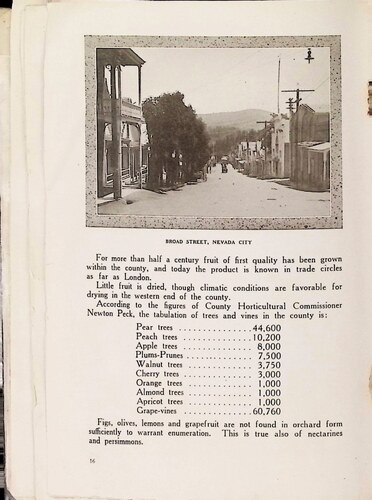 BROAD STREET, NEVADA CITY
For more than half a century fruit of first quality has been grown
within the county, and today the product is known in trade circles
as far as London.
Little fruit is dried, though climatic conditions are favorable for
drying in the western end of the county.
According to the figures of County Horticultural Commissioner
Newton Peck, the tabulation of trees and vines in the county is:
Pear trees . . . . . . . . . . . . . . 44,600
Peach trees . . . . . . . . . . . . . 10,200
Apple trees . . . . . . . . . . . . . 8,000
Plums-Prunes . . . . . . . . . . . . 7,500
Walnut trees . . . . . . . . . . . . 3,750
Cherry trees . . . . . . . . . . . . 3,000
Orange trees . . . . . . . . . . . . 1,000
Almond trees . . . . . . . . . . . . 1,000
Apricot trees . . . . . . . . . . . . 1,000
Grape-vines . . . . . . . . . . . . . 60,760
Figs, olives, lemons and grapefruit are not found in orchard form
sufficiently to warrant enumeration. This is true also of nectarines
and persimmons.
16